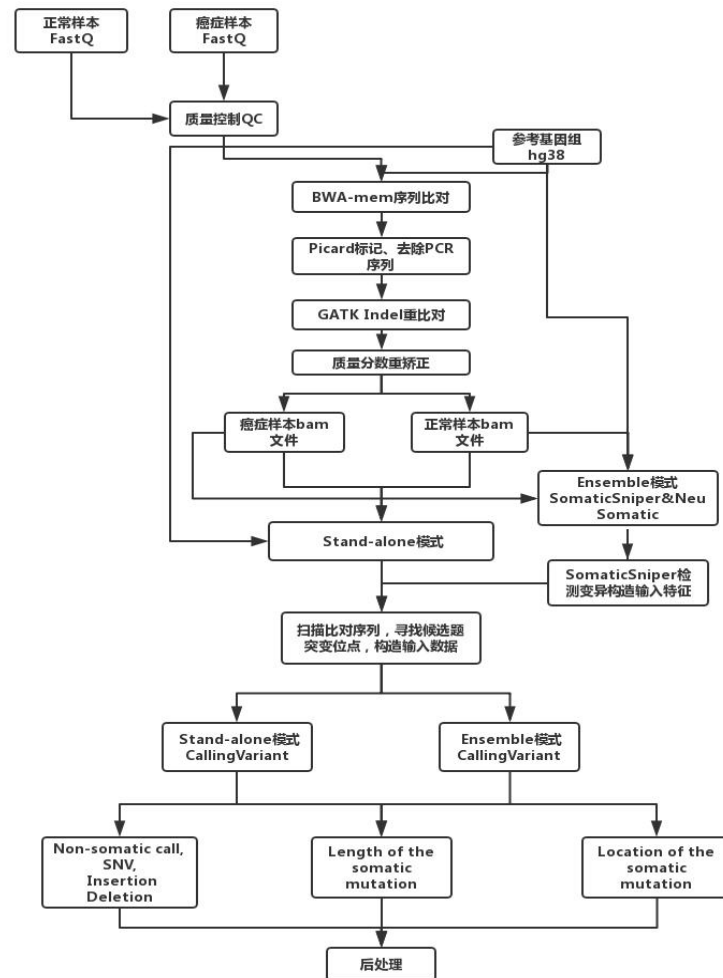 正常样本
FastQ
癌症样本
FastQ
质量控制QC
参考基因组
hg38
BWA-mem序列比对
Picard标记、去除PCR
序列
GATK Indel重比对
质量分数重矫正
癌症样本bam
文件
正常样本bam
文件
Ensemble模式
SomaticSniper&Neu
Somatic
Stand-alone模式
SomaticSniper检
测变异构造输入特征
扫描比对序列，寻找候选题
突变位点，构造输入数据
Stand-alone模式
CallingVariant
Ensemble模式
CallingVariant
Non-somatic call,
SNV,
Insertion
Deletion
Length of the
somatic
mutation
Location of the
somatic
mutation
后处理